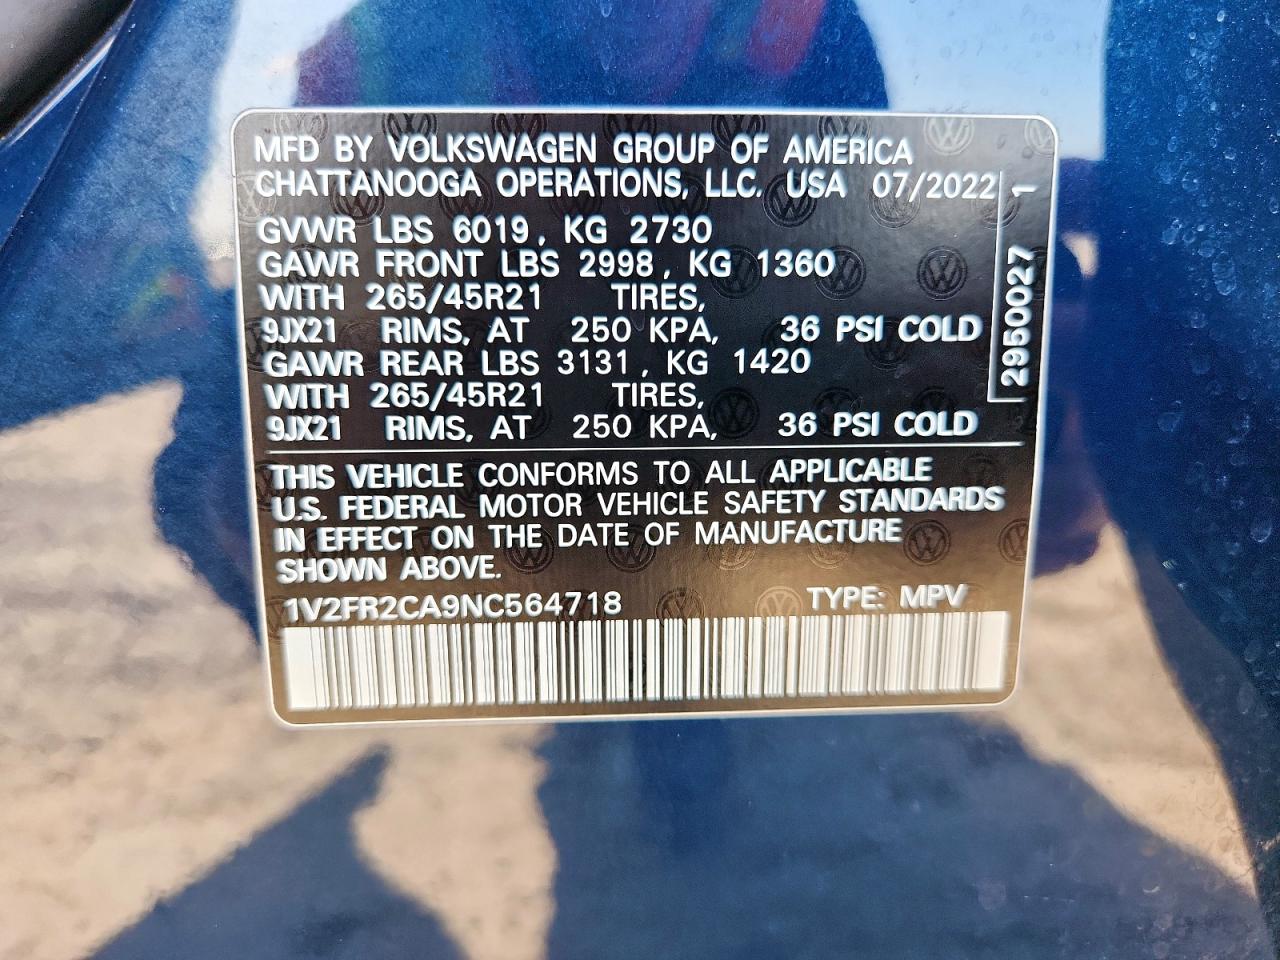 MFD BY VOLKSWAGEN GROUP OF AMERICA
CHATTANOOGA OPERATIONS, LLC. USA 07/2022
GVWR LBS 6019, KG 2730
GAWR FRONT LBS 2998, KG 1360
WITH 265/45R21 TIRES,
9JX21 RIMS, AT 250 KPA, 36 PSI COLD
GAWR REAR LBS 3131, KG 1420
WITH 265/45R21 TIRES,
9JX21 RIMS, AT 250 KPA, 36 PSI COLD
2950027 1
THIS VEHICLE CONFORMS TO ALL APPLICABLE
U.S. FEDERAL MOTOR VEHICLE SAFETY STANDARDS
IN EFFECT ON THE DATE OF MANUFACTURE
SHOWN ABOVE.
1V2FR2CA9NC564718 TYPE: MPV